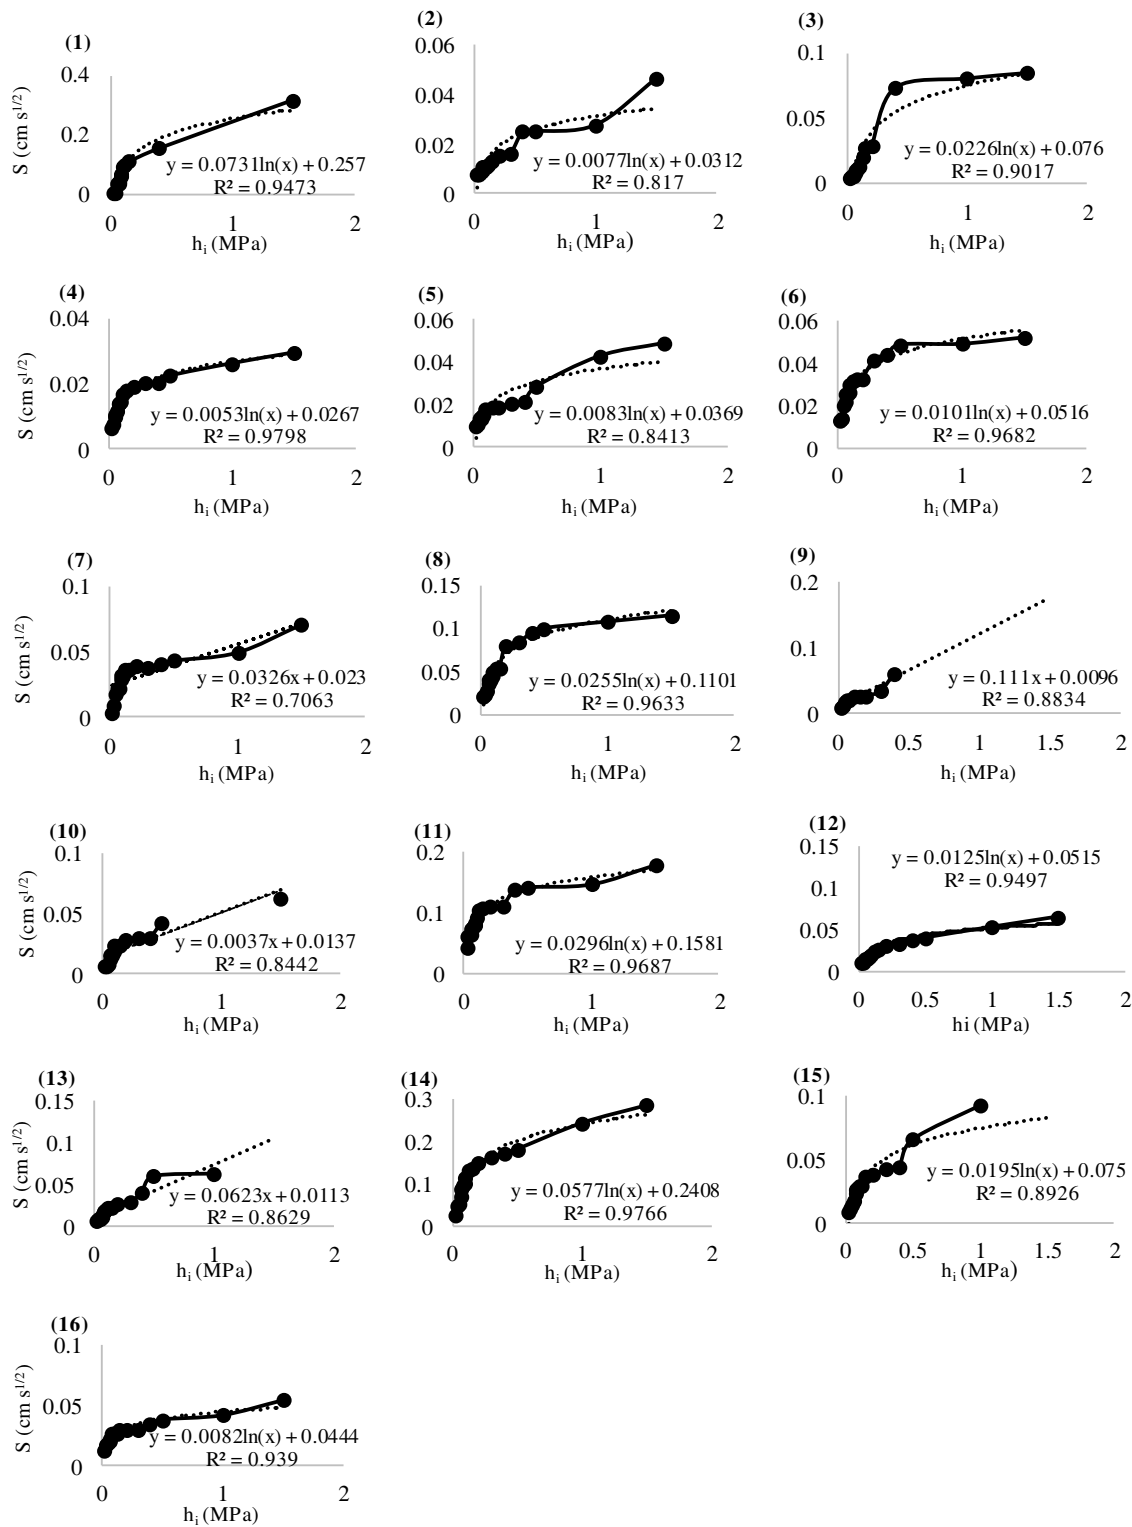 (1)
S (cm s1/2)
0.4
0.2
0
y = 0.0731ln(x) + 0.257
R² = 0.9473
0 1 2
hi (MPa)
(2)
0.06
0.04
0.02
0
y = 0.0077ln(x) + 0.0312
R² = 0.817
0 1 2
hi (MPa)
(3)
0.1
0.05
0
y = 0.0226ln(x) + 0.076
R² = 0.9017
0 1 2
hi (MPa)
(4)
S (cm s1/2)
0.04
0.02
0
y = 0.0053ln(x) + 0.0267
R² = 0.9798
0 1 2
hi (MPa)
(5)
0.06
0.04
0.02
0
y = 0.0083ln(x) + 0.0369
R² = 0.8413
0 1 2
hi (MPa)
(6)
0.06
0.04
0.02
0
y = 0.0101ln(x) + 0.0516
R² = 0.9682
0 1 2
hi (MPa)
(7)
S (cm s1/2)
0.1
0.05
0
y = 0.0326x + 0.023
R² = 0.7063
0 1 2
hi (MPa)
(8)
0.15
0.1
0.05
0
y = 0.0255ln(x) + 0.1101
R² = 0.9633
0 1 2
hi (MPa)
(9)
0.2
0.1
0
y = 0.111x + 0.0096
R² = 0.8834
0 0.5 1 1.5 2
hi (MPa)
(10)
S (cm s1/2)
0.1
0.05
0
y = 0.0037x + 0.0137
R² = 0.8442
0 1 2
hi (MPa)
(11)
0.2
0.1
0
y = 0.0296ln(x) + 0.1581
R² = 0.9687
0 1 2
hi (MPa)
(12)
0.15
0.1
0.05
0
y = 0.0125ln(x) + 0.0515
R² = 0.9497
0 0.5 1 1.5 2
hi (MPa)
(13)
S (cm s1/2)
0.15
0.1
0.05
0
y = 0.0623x + 0.0113
R² = 0.8629
0 1 2
hi (MPa)
(14)
0.3
0.2
0.1
0
y = 0.0577ln(x) + 0.2408
R² = 0.9766
0 1 2
hi (MPa)
(15)
0.1
0.05
0
y = 0.0195ln(x) + 0.075
R² = 0.8926
0 0.5 1 1.5 2
hi (MPa)
(16)
S (cm s1/2)
0.1
0.05
0
y = 0.0082ln(x) + 0.0444
R² = 0.939
0 1 2
hi (MPa)